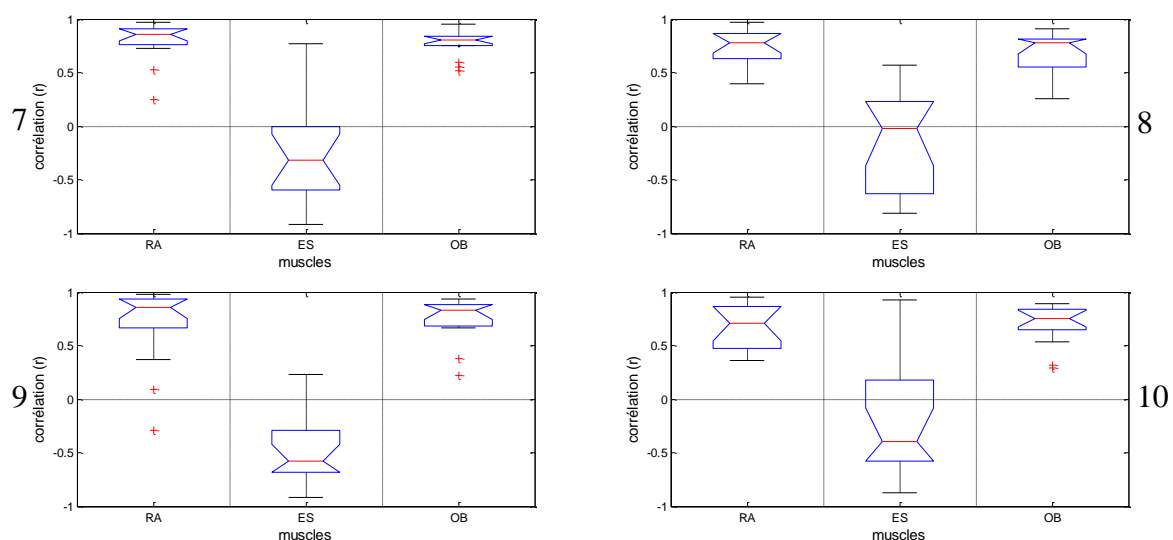 7
corrélation (r)
1
0.5
0
-0.5
-1
RA ES OB
muscles
8
corrélation (r)
1
0.5
0
-0.5
-1
RA ES OB
muscles
9
corrélation (r)
1
0.5
0
-0.5
-1
RA ES OB
muscles
10
corrélation (r)
1
0.5
0
-0.5
-1
RA ES OB
muscles